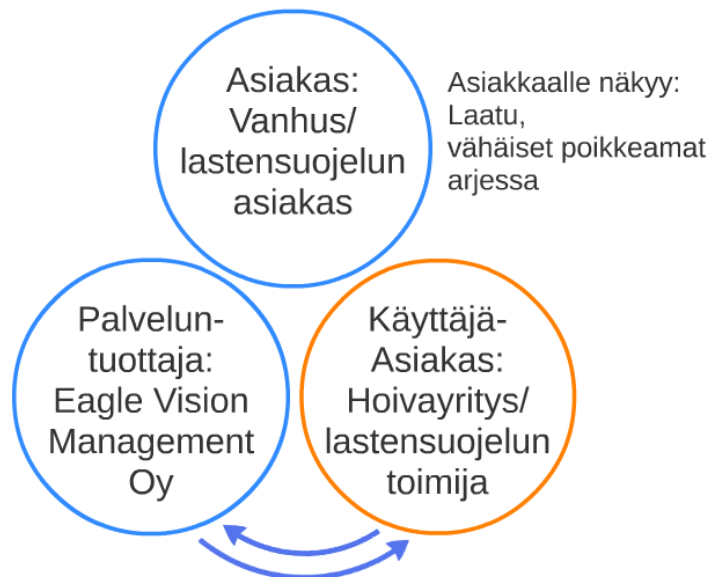 Asiakas:
Vanhus/
lastensuojelun
asiakas
Asiakkaalle näkyy:
Laatu,
vähäiset poikkeamat
arjessa
Palvelun-
tuottaja:
Eagle Vision
Management
Oy
Käyttäjä-
Asiakas:
Hoivayritys/
lastensuojelun
toimija